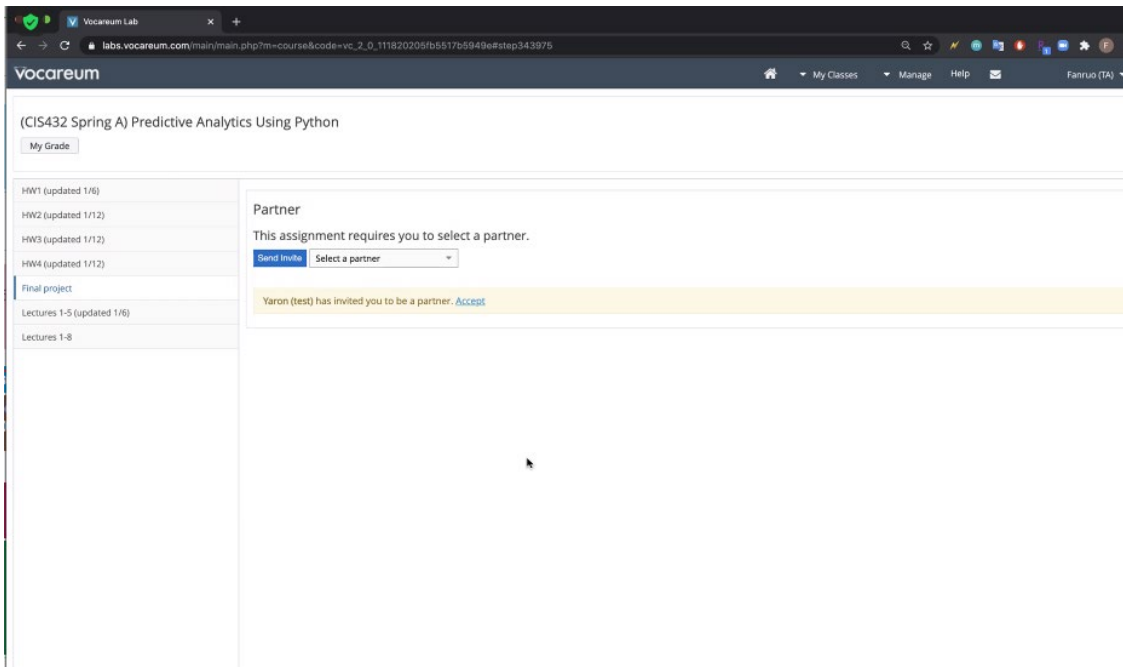 Vocareum Lab
labs.vocareum.com/main/main.php?m=course&code=vc_2_0_111820205fb5517b5949e#step343975
F
Vocareum
My Classes
Manage
Help
Fanruo (TA)
(CIS432 Spring A) Predictive Analytics Using Python
My Grade
HW1 (updated 1/6)
HW2 (updated 1/12)
HW3 (updated 1/12)
HW4 (updated 1/12)
Final project
Lectures 1-5 (updated 1/6)
Lectures 1-8
Partner
This assignment requires you to select a partner.
Send Invite Select a partner
Yaron (test) has invited you to be a partner. Accept